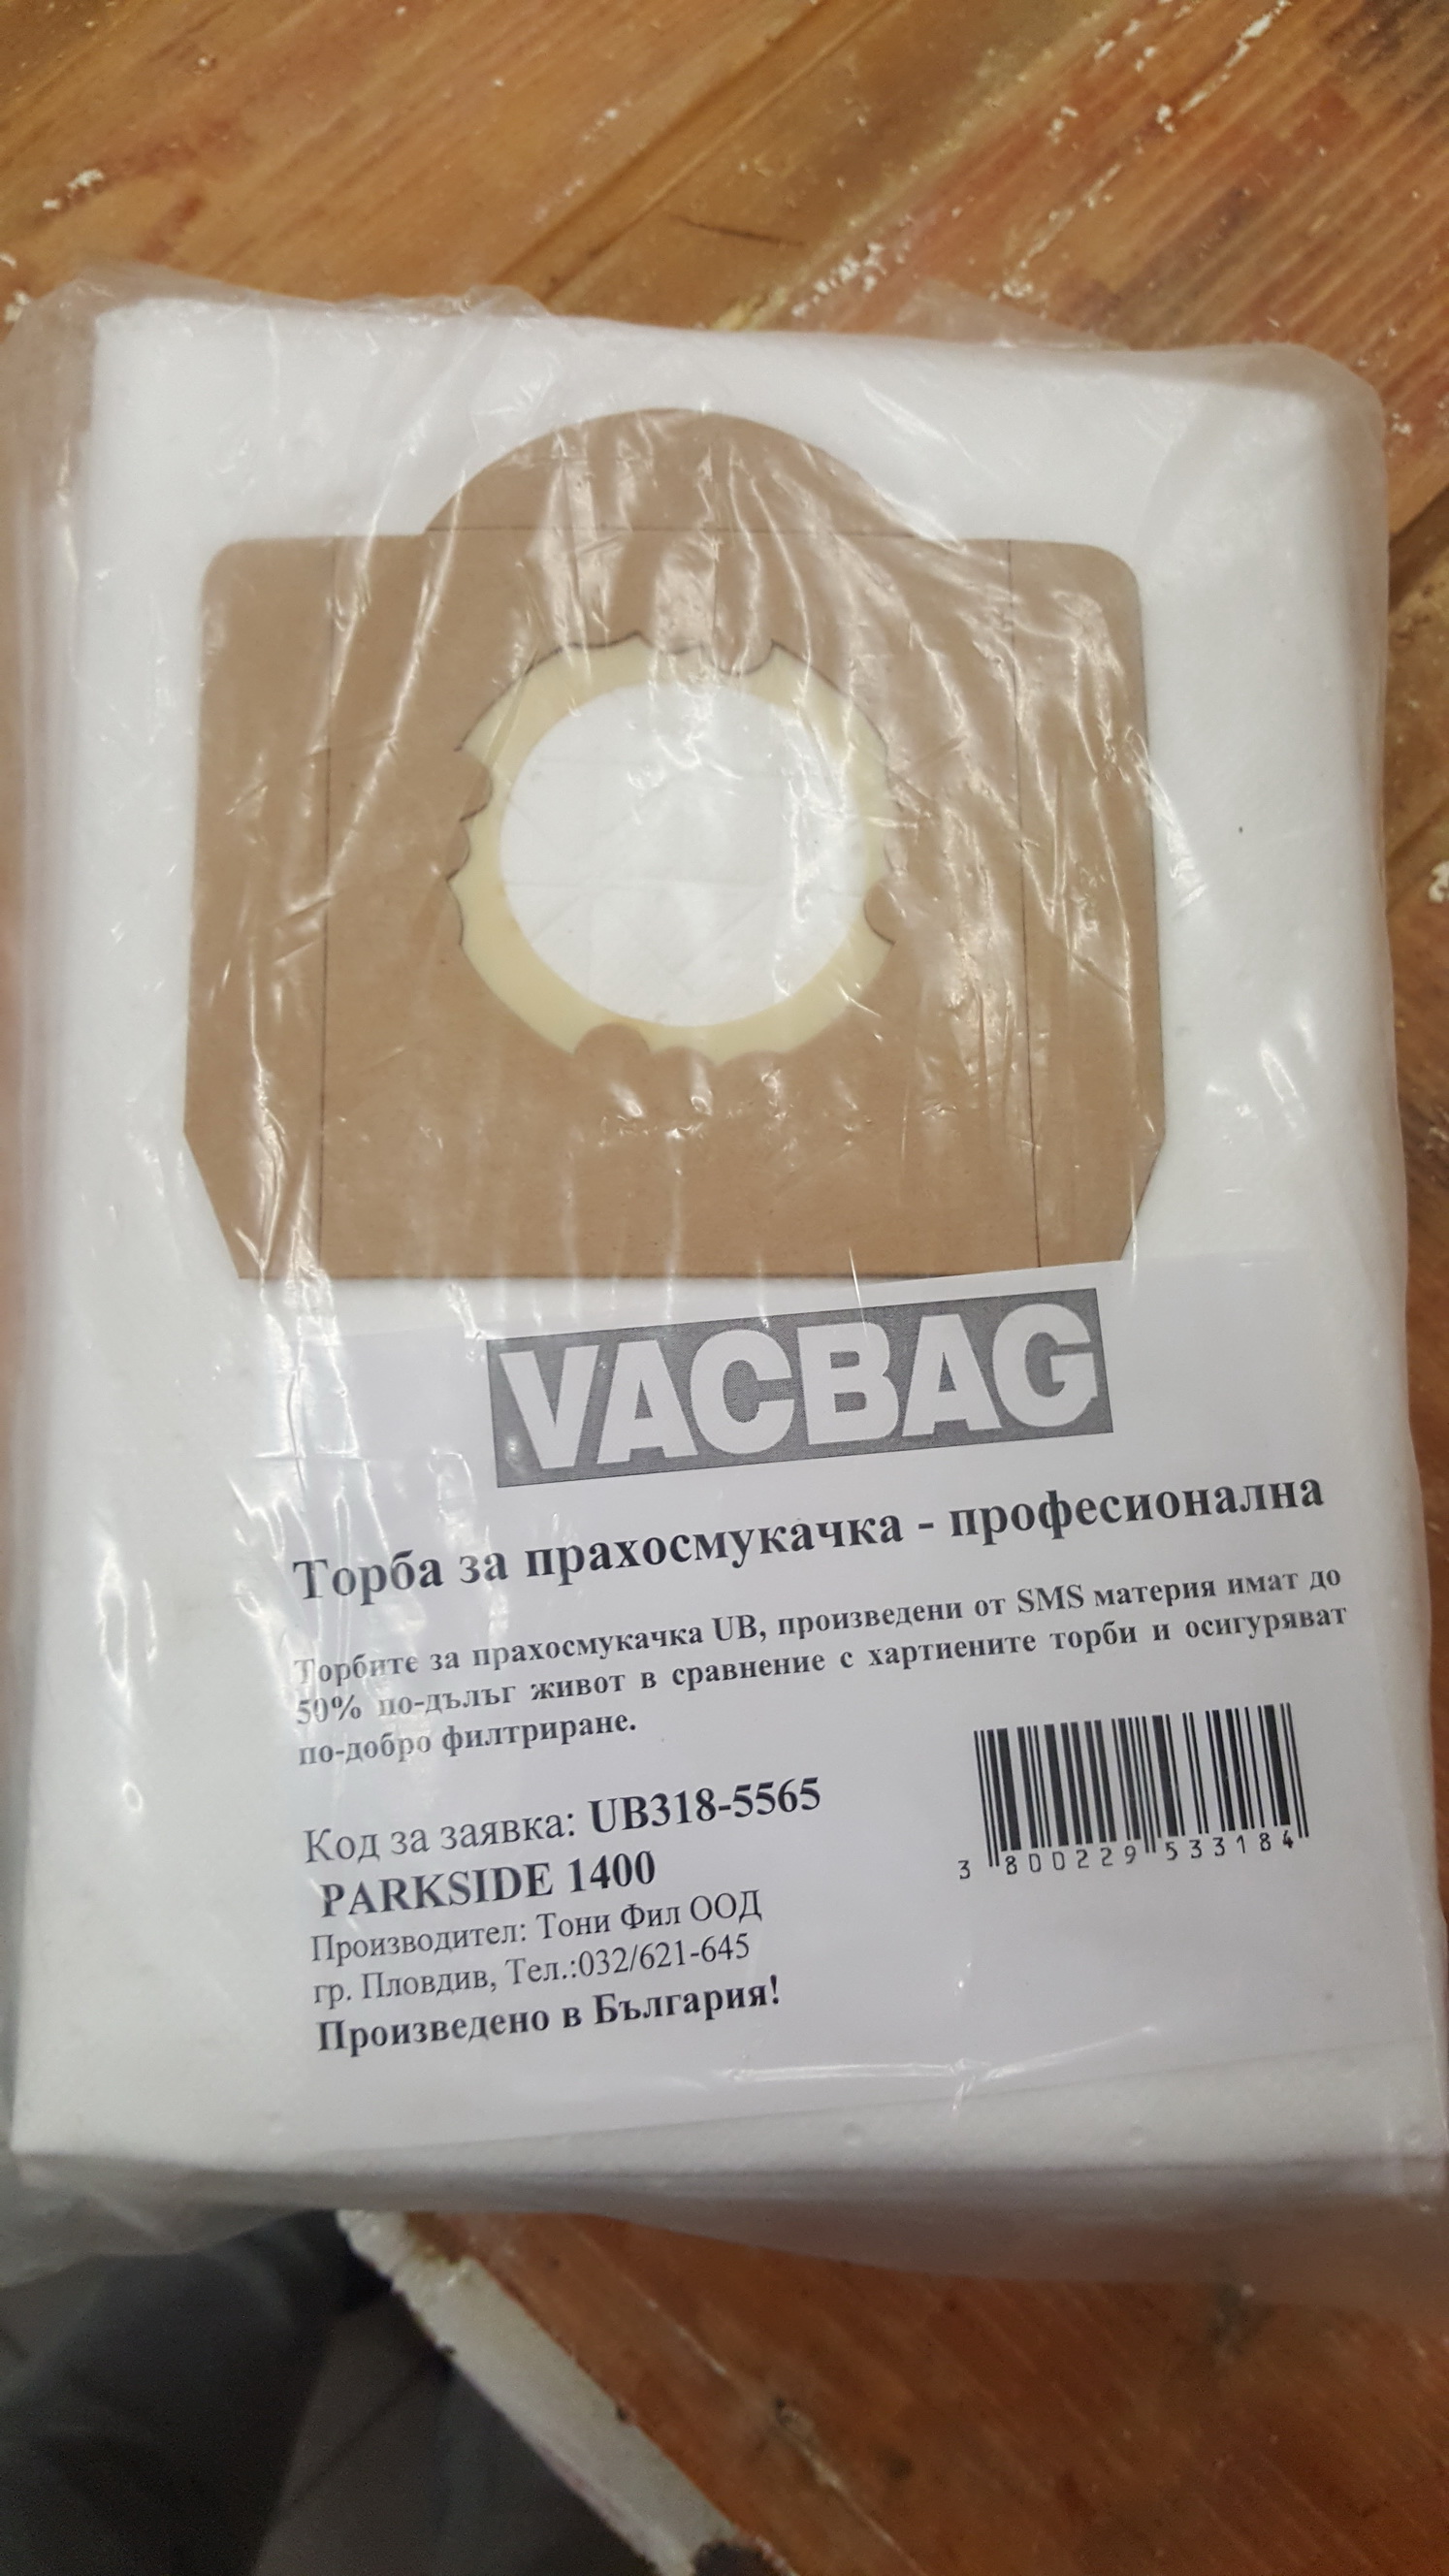 VACBAG
Торба за прахосмукачка - професионална
Торбите за прахосмукачка UB, произведени от SMS материя имат до
50% по-дълъг живот в сравнение с хартиените торби и осигуряват
по-добро филтриране.
Код за заявка: UB318-5565
PARKSIDE 1400
Производител: Тони Фил ООД
гр. Пловдив, Тел.:032/621-645
Произведено в България!
3 800229 533184